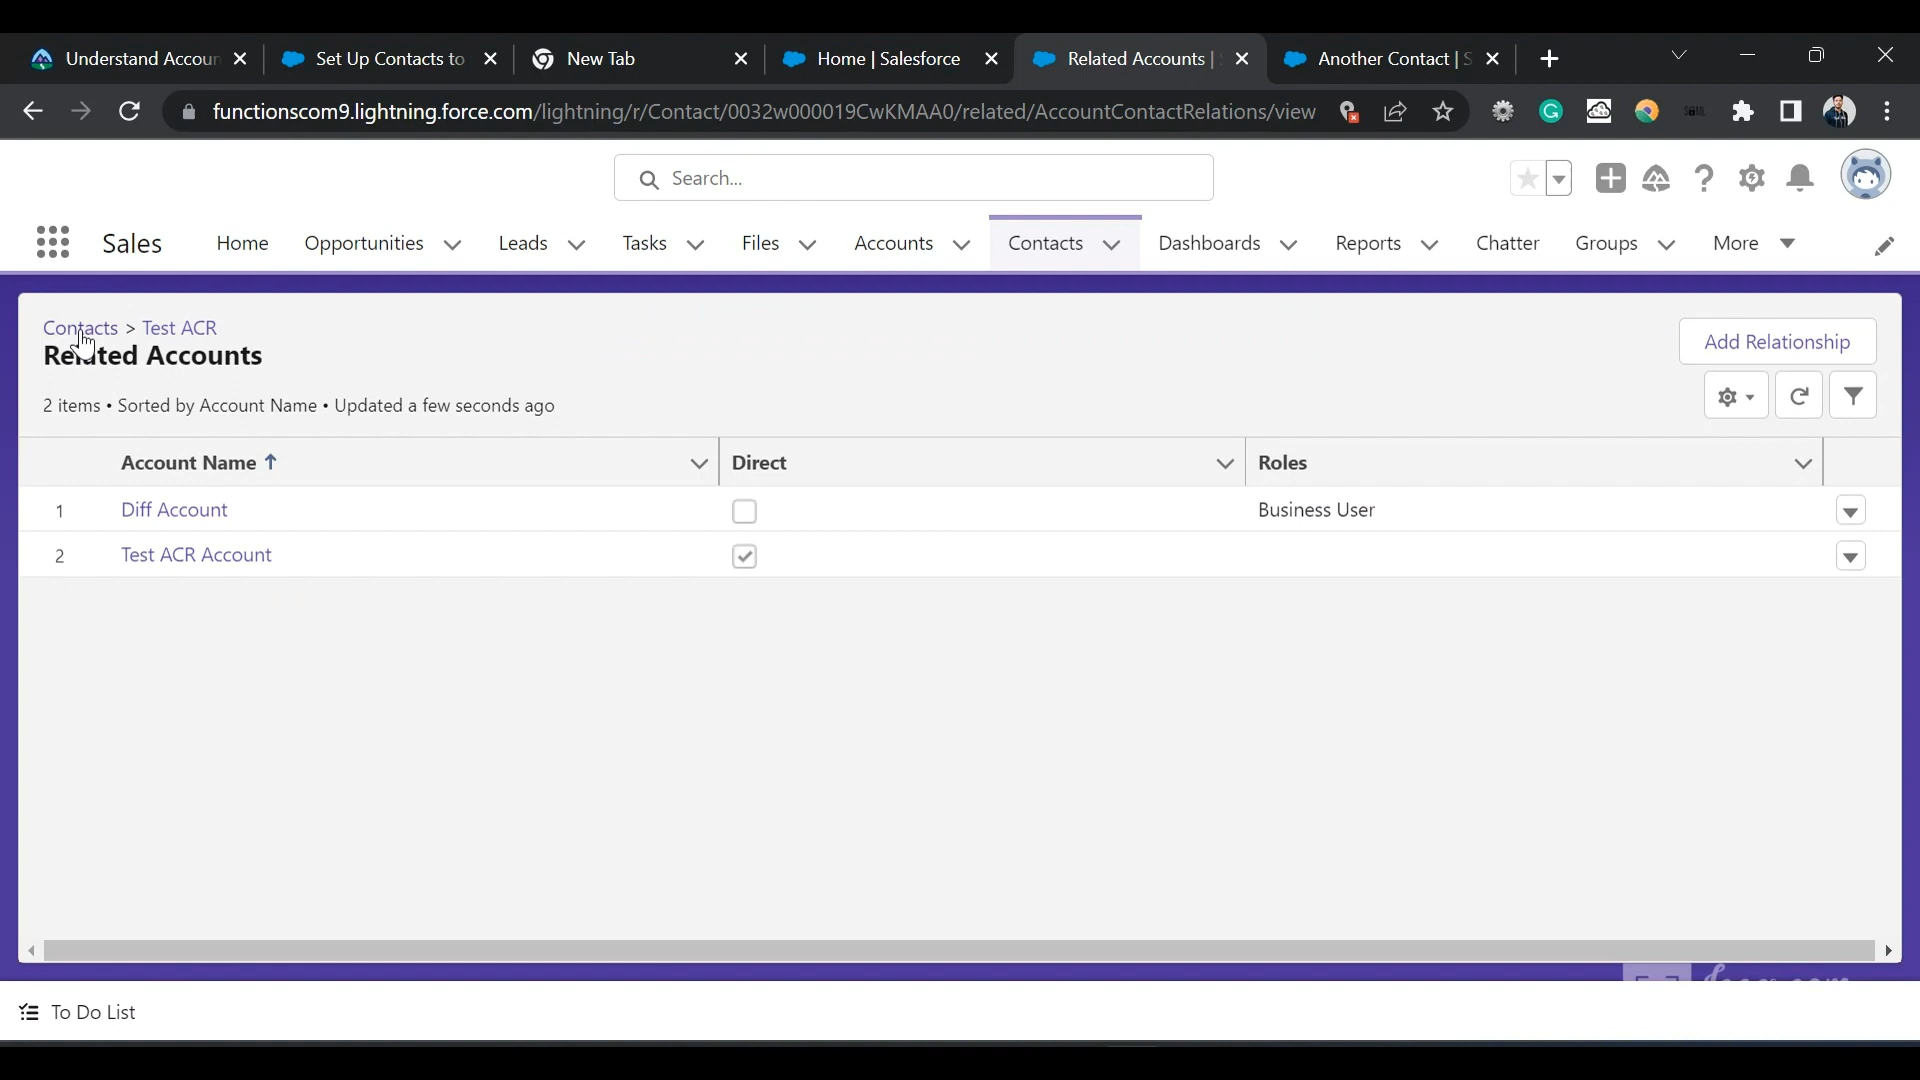 Understand Accou
Set Up Contacts to
New Tab
Home | Salesforce
Related Accounts |
Another Contact | S
functionscom9.lightning.force.com/lightning/r/Contact/0032w000019CwKMAA0/related/AccountContactRelations/view
Search...
Sales
Home
Opportunities
Leads
Tasks
Files
Accounts
Contacts
Dashboards
Reports
Chatter
Groups
More
Contacts > Test ACR
Related Accounts
Add Relationship
2 items • Sorted by Account Name • Updated a few seconds ago
Account Name Direct Roles
1 Diff Account Business User
2 Test ACR Account
To Do List